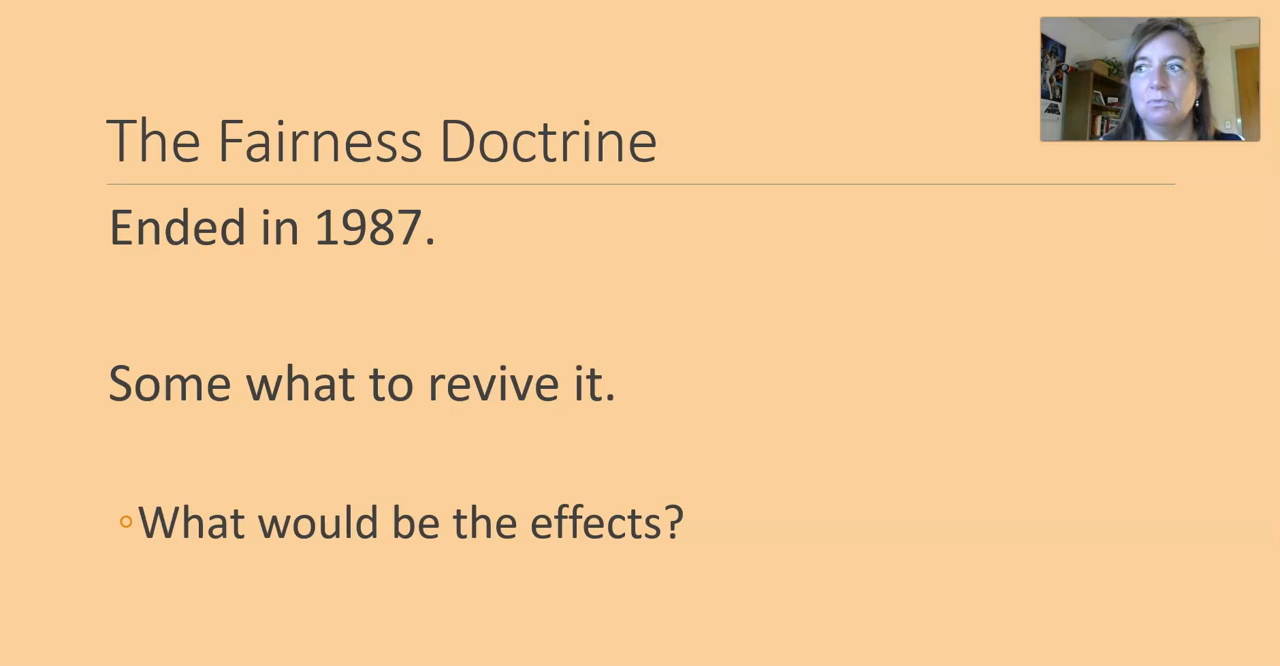 The Fairness Doctrine
Ended in 1987.
Some what to revive it.
What would be the effects?